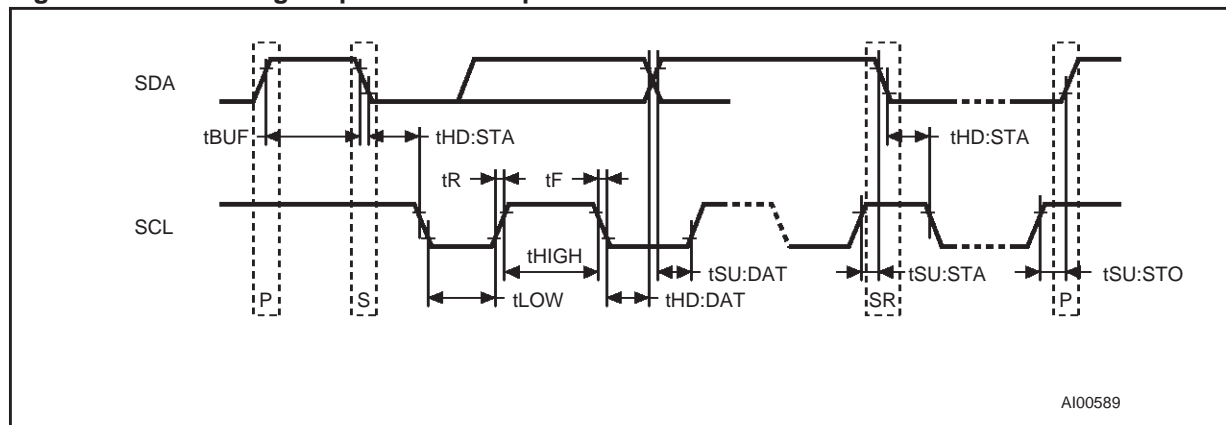 SDA
tBUF
tHD:STA
tHD:STA
tR
tF
SCL
tHIGH
tSU:DAT
tSU:STA
tSU:STO
P
S
tLOW
tHD:DAT
SR
P
AI00589